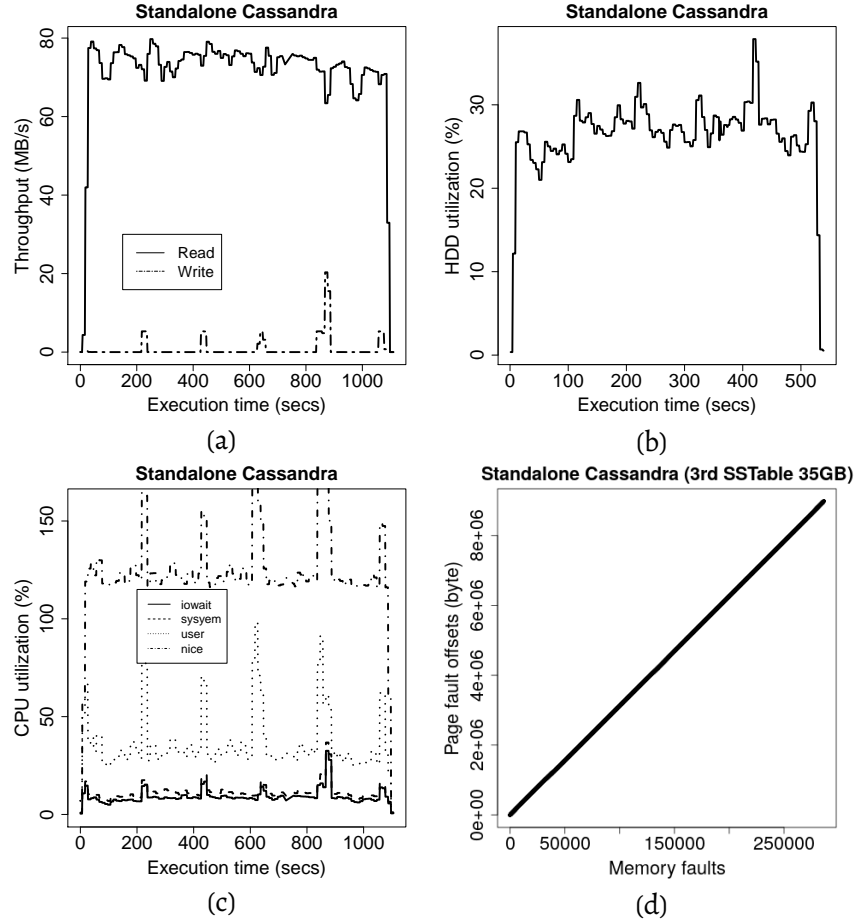 Standalone Cassandra
Throughput (MB/s)
80
60
40
20
0
Read
Write
0 200 400 600 800 1000
Execution time (secs)
(a)
Standalone Cassandra
HDD utilization (%)
30
20
10
0
0 100 200 300 400 500
Execution time (secs)
(b)
Standalone Cassandra
CPU utilization (%)
150
100
50
0
iowait
sysyem
user
nice
0 200 400 600 800 1000
Execution time (secs)
(c)
Standalone Cassandra (3rd SSTable 35GB)
Page fault offsets (byte)
8e+06
6e+06
4e+06
2e+06
0e+00
0 50000 150000 250000
Memory faults
(d)